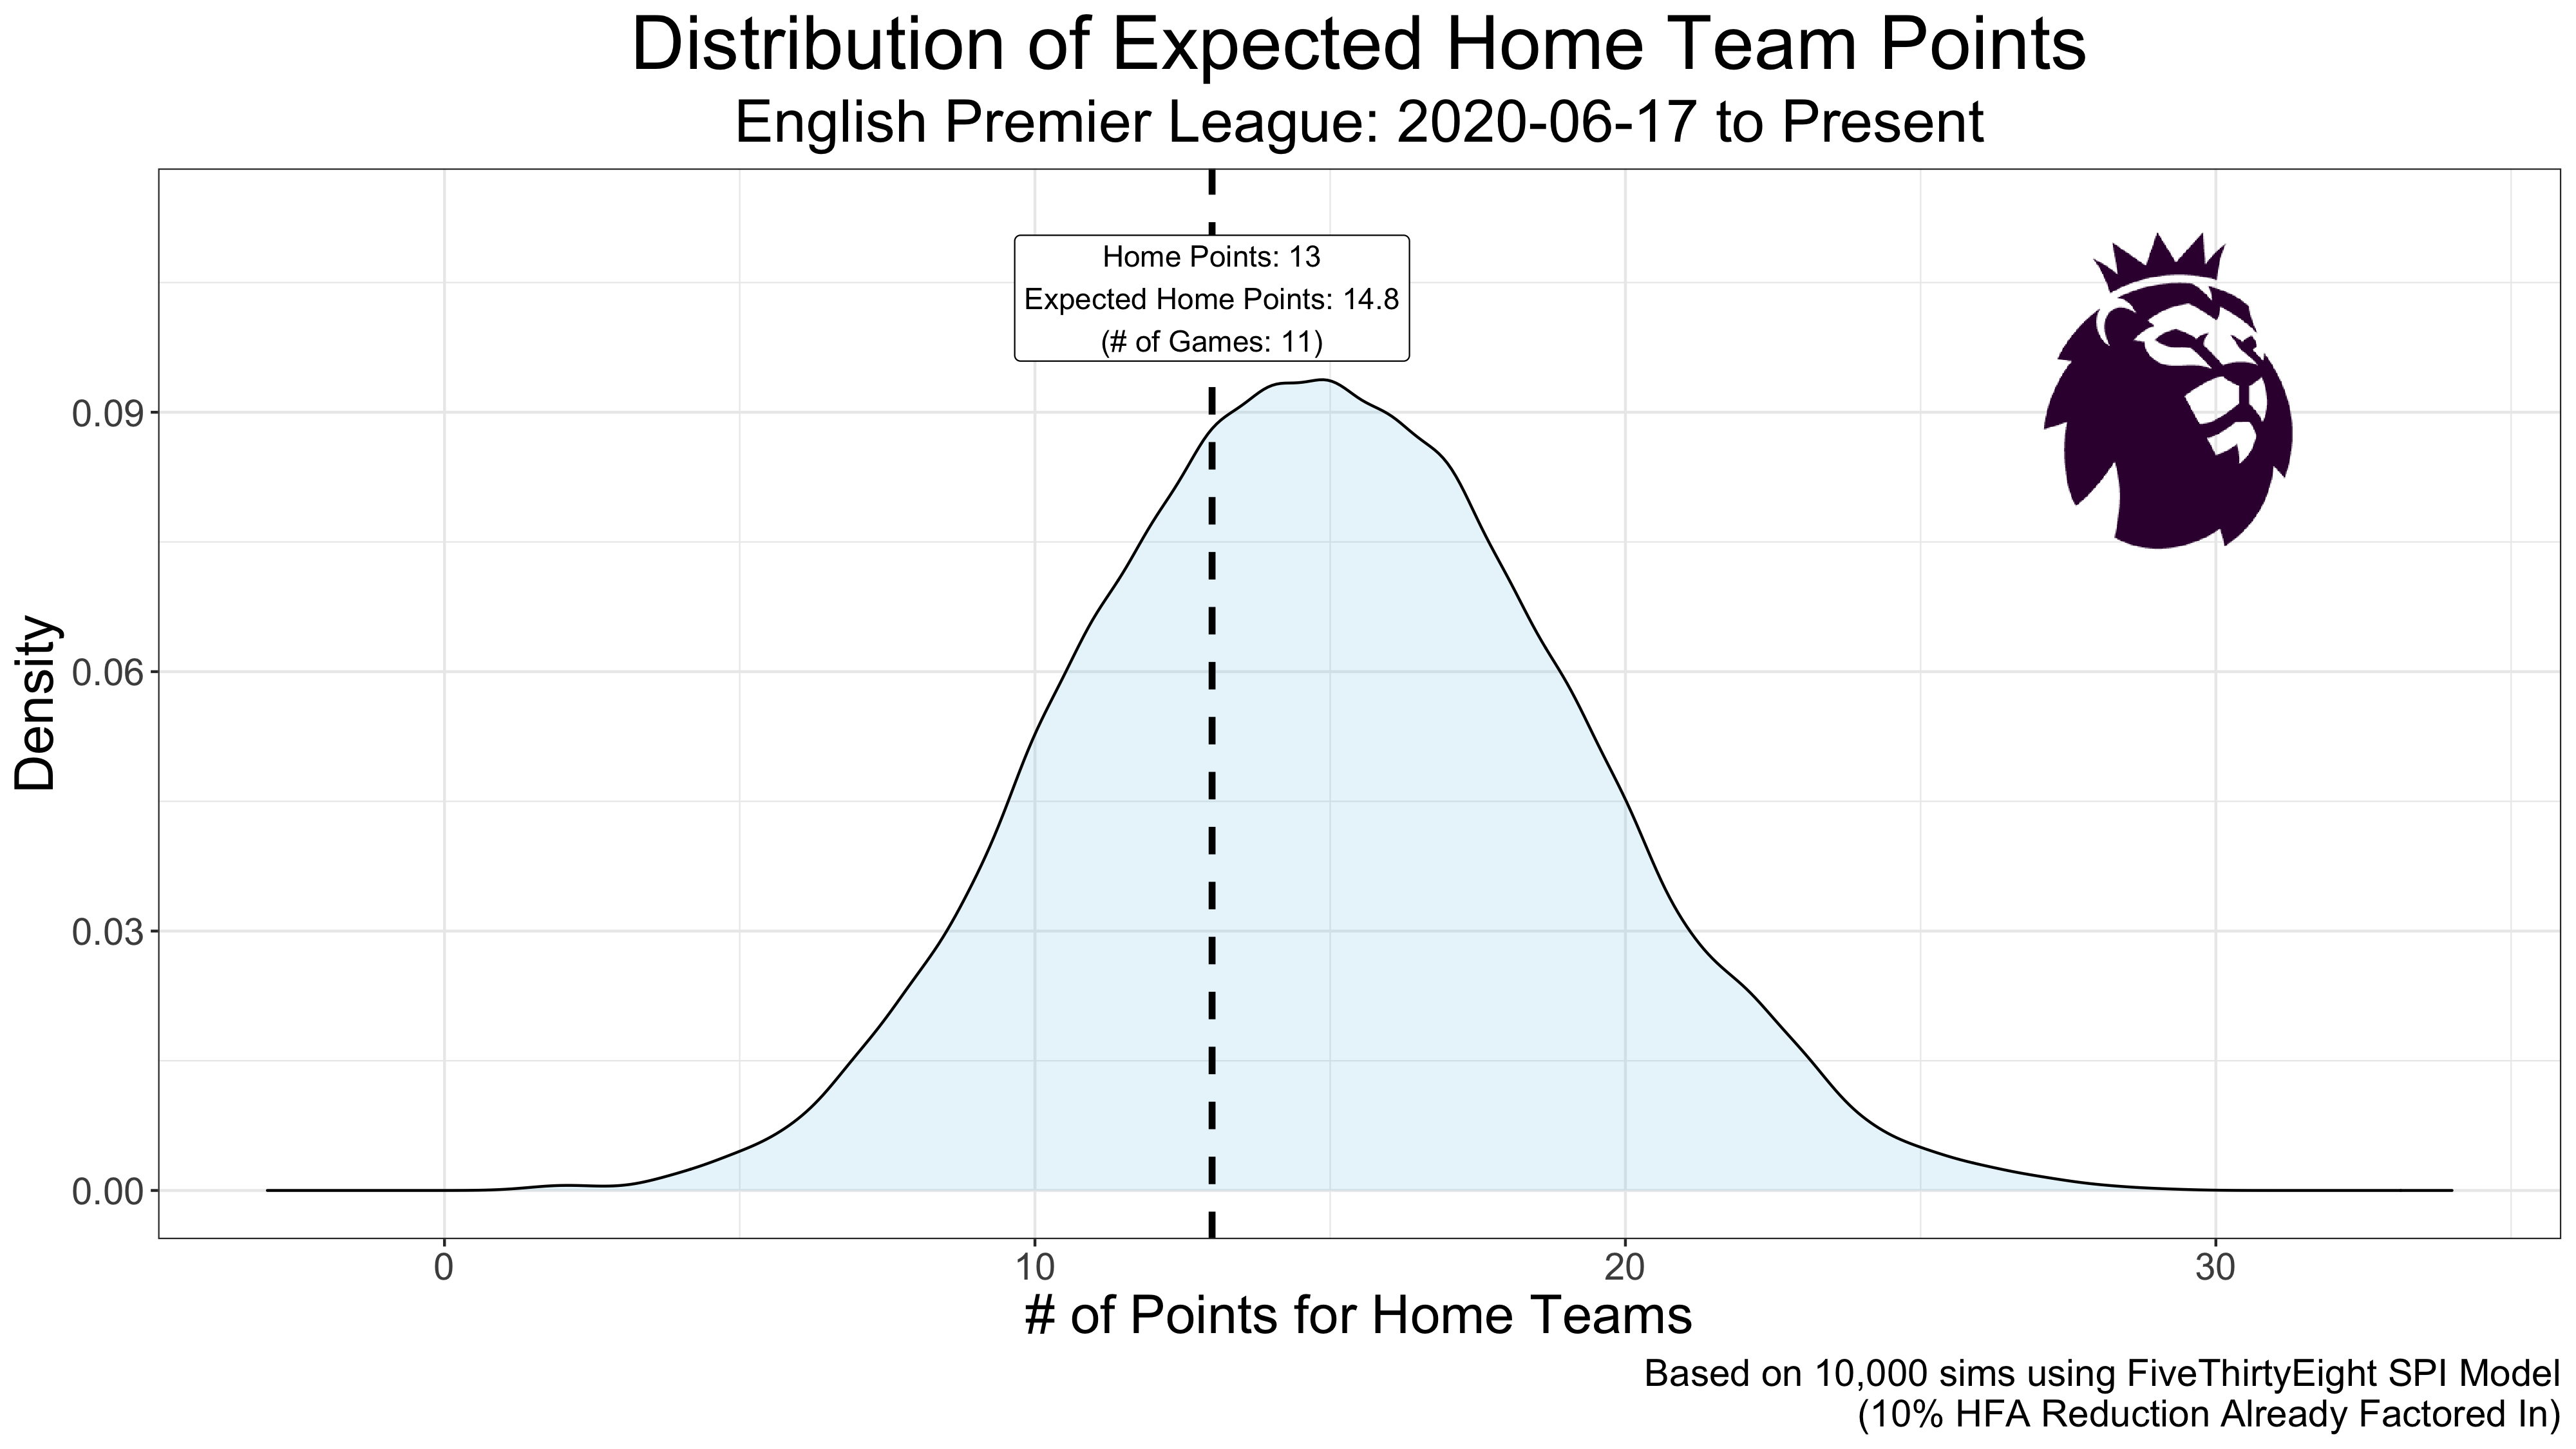 Distribution of Expected Home Team Points
English Premier League: 2020-06-17 to Present
Home Points: 13
Expected Home Points: 14.8
(# of Games: 11)
Density
0.09
0.06
0.03
0.00
0
10
20
30
# of Points for Home Teams
Based on 10,000 sims using FiveThirtyEight SPI Model
(10% HFA Reduction Already Factored In)